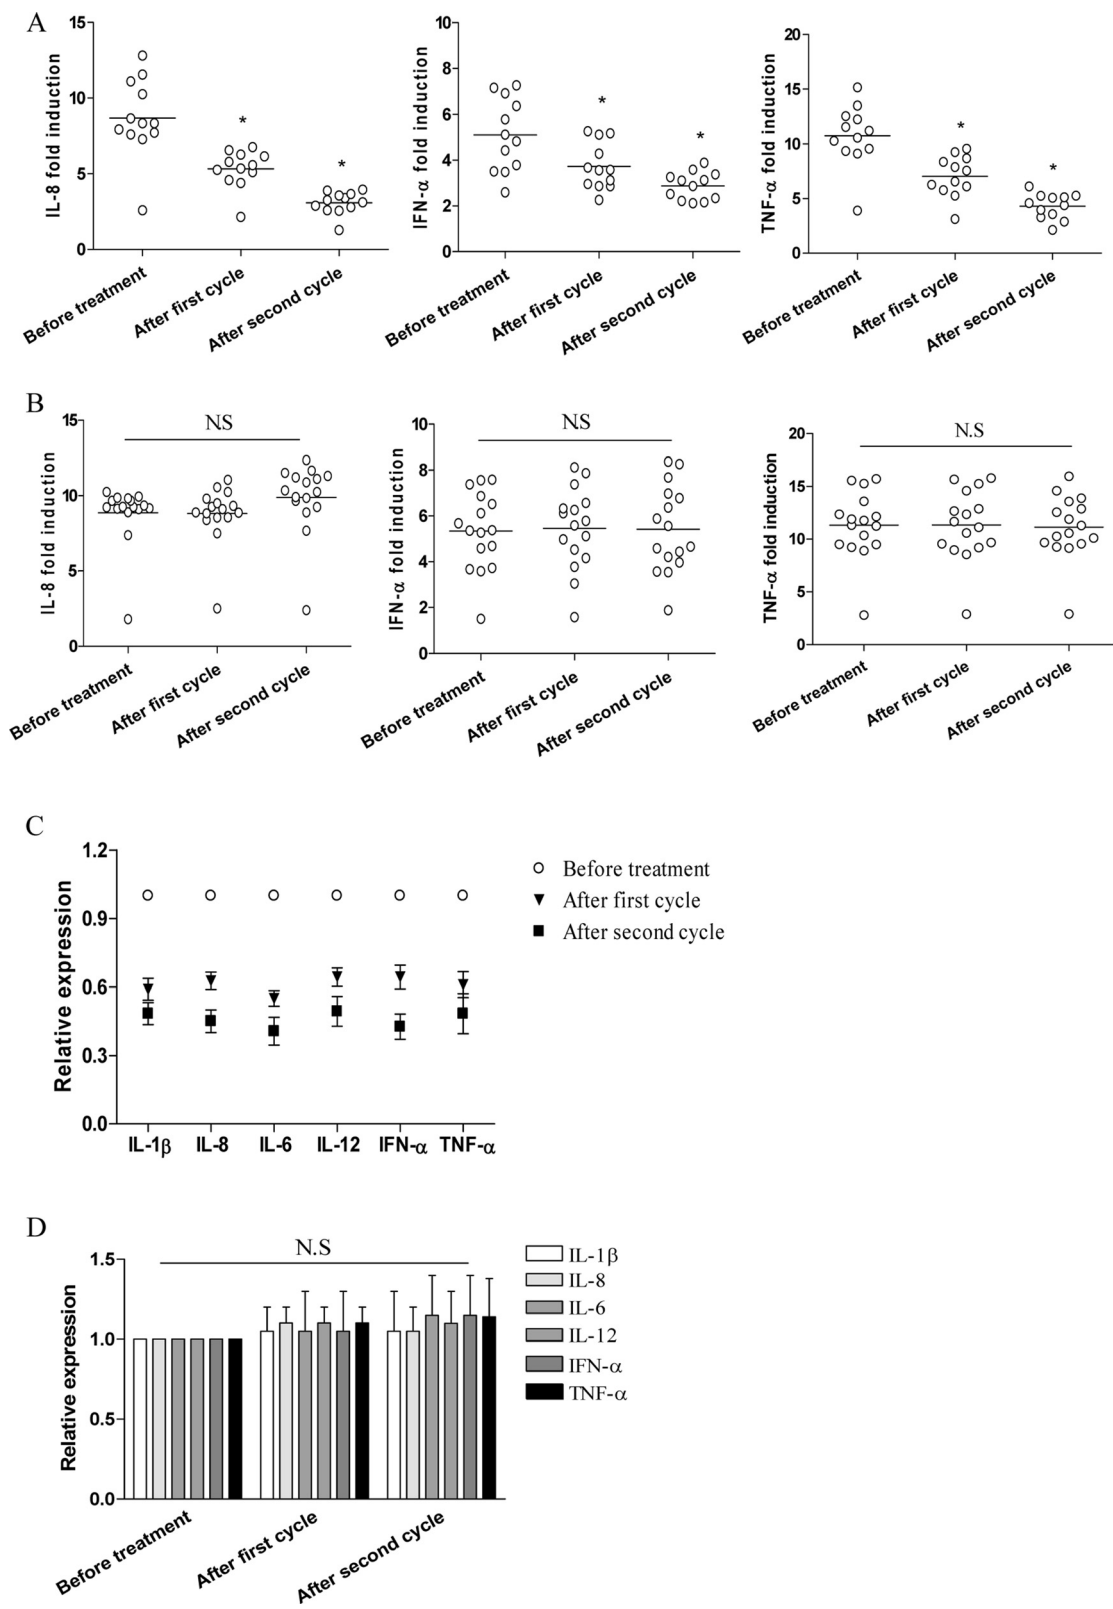 A
IL-8 fold induction
15
10
5
0
*
*
Before treatment
After first cycle
After second cycle
IFN-α fold induction
10
8
6
4
2
0
*
*
Before treatment
After first cycle
After second cycle
TNF-α fold induction
20
15
10
5
0
*
*
Before treatment
After first cycle
After second cycle
B
IL-8 fold induction
15
10
5
0
N.S
Before treatment
After first cycle
After second cycle
IFN-α fold induction
10
8
6
4
2
0
N.S
Before treatment
After first cycle
After second cycle
TNF-α fold induction
20
15
10
5
0
N.S
Before treatment
After first cycle
After second cycle
C
Relative expression
1.2
0.9
0.6
0.3
0.0
IL-1β IL-8 IL-6 IL-12 IFN-α TNF-α
Before treatment
After first cycle
After second cycle
D
Relative expression
1.5
1.0
0.5
0.0
N.S
Before treatment
After first cycle
After second cycle
IL-1β
IL-8
IL-6
IL-12
IFN-α
TNF-α